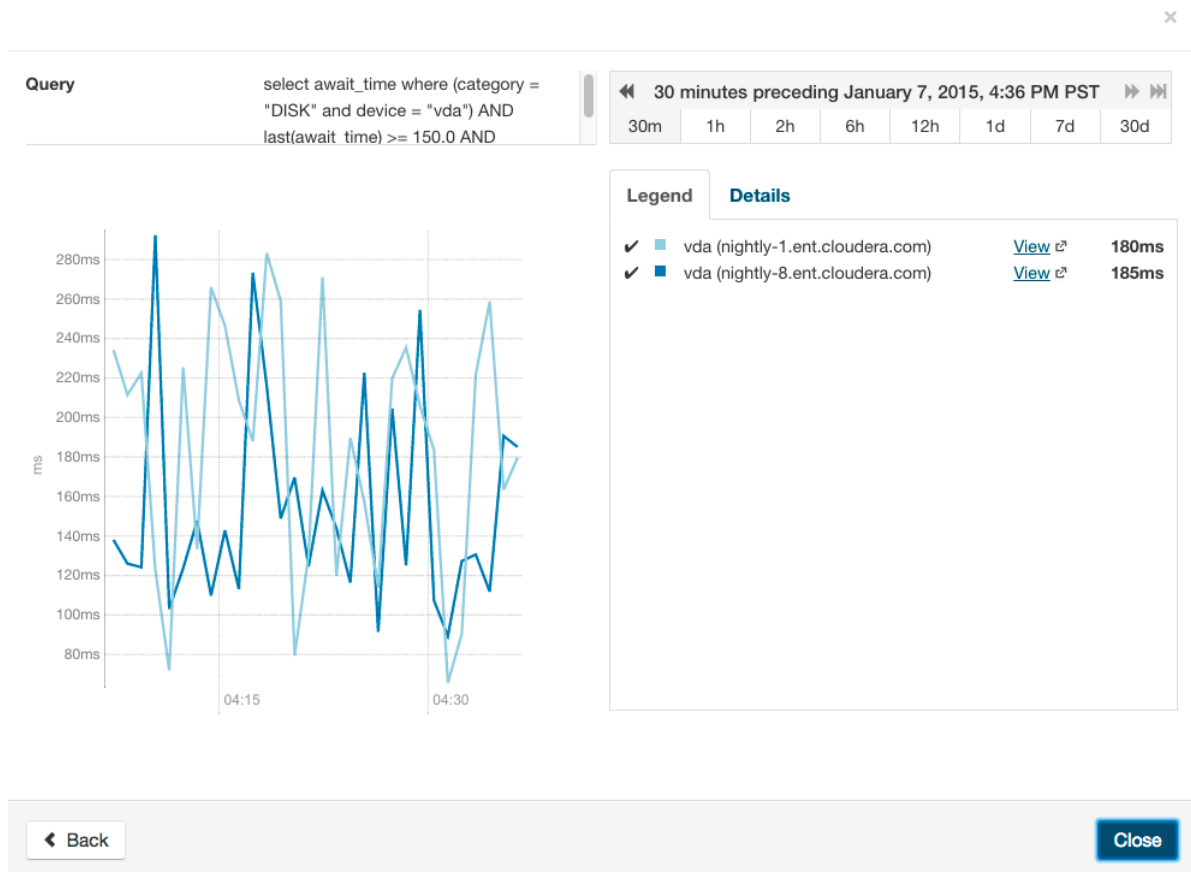 ×
Query
select await_time where (category =
"DISK" and device = "vda") AND
last(await_time) >= 150.0 AND
30 minutes preceding January 7, 2015, 4:36 PM PST
30m 1h 2h 6h 12h 1d 7d 30d
Legend Details
✔ vda (nightly-1.ent.cloudera.com) View 180ms
✔ vda (nightly-8.ent.cloudera.com) View 185ms
280ms
260ms
240ms
220ms
200ms
180ms
160ms
140ms
120ms
100ms
80ms
ms
04:15 04:30
Back
Close